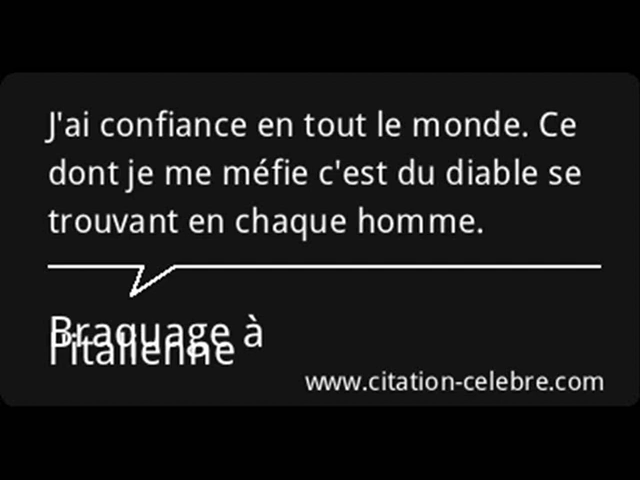 J'ai confiance en tout le monde. Ce
dont je me méfie c'est du diable se
trouvant en chaque homme.
Braquage à
l'italienne
www.citation-celebre.com